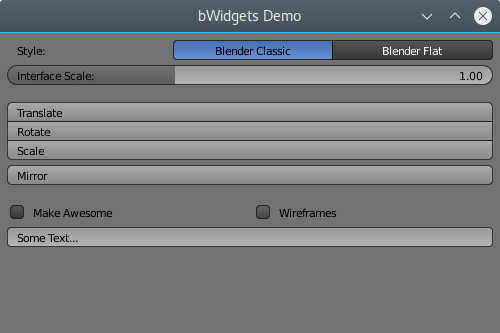 bWidgets Demo
Style: Blender Classic Blender Flat
Interface Scale: 1.00
Translate
Rotate
Scale
Mirror
Make Awesome Wireframes
Some Text...